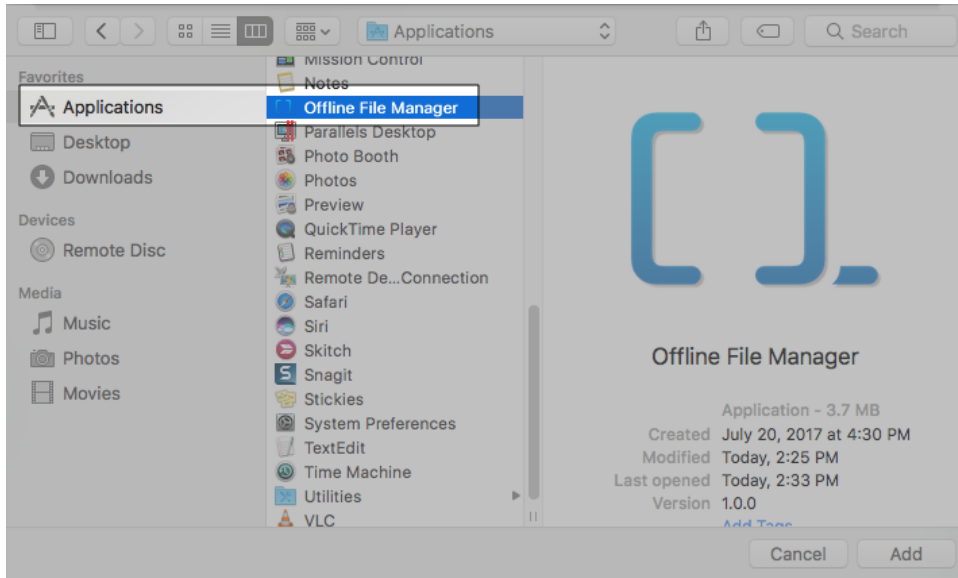 Applications
Search
Favorites
Applications
Desktop
Downloads
Devices
Remote Disc
Media
Music
Photos
Movies
Mission Control
Notes
Offline File Manager
Parallels Desktop
Photo Booth
Photos
Preview
QuickTime Player
Reminders
Remote De...Connection
Safari
Siri
Skitch
Snagit
Stickies
System Preferences
TextEdit
Time Machine
Utilities
VLC
Offline File Manager
Application - 3.7 MB
Created July 20, 2017 at 4:30 PM
Modified Today, 2:25 PM
Last opened Today, 2:33 PM
Version 1.0.0
Add Tags
Cancel
Add